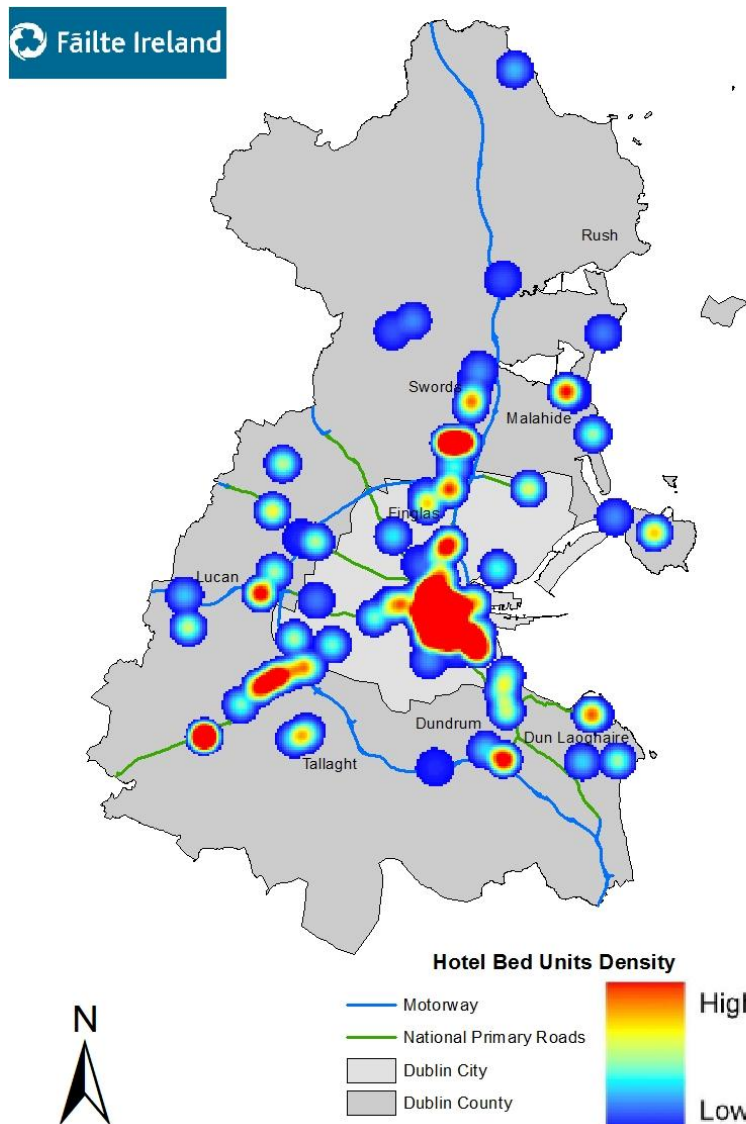 Fáilte Ireland
Rush
Swords
Malahide
Finglas
Lucan
Dundrum
Dun Laoghaire
Tallaght
Hotel Bed Units Density
Motorway
National Primary Roads
Dublin City
Dublin County
High
Low
N